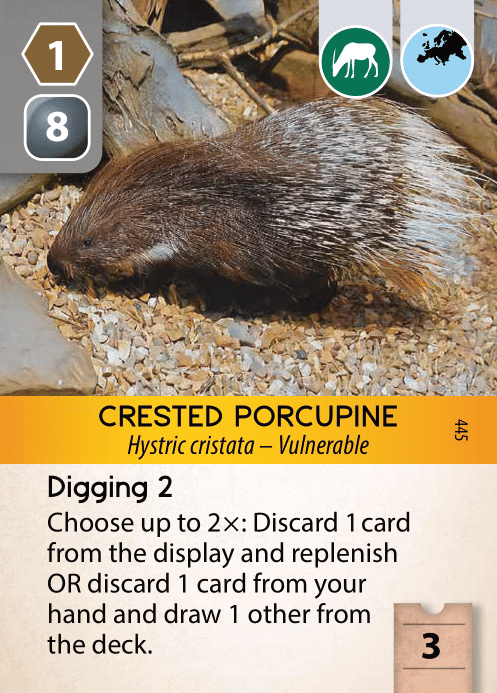 1
8
CRESTED PORCUPINE
Hystric cristata – Vulnerable
445
Digging 2
Choose up to 2×: Discard 1 card
from the display and replenish
OR discard 1 card from your
hand and draw 1 other from
the deck.
3